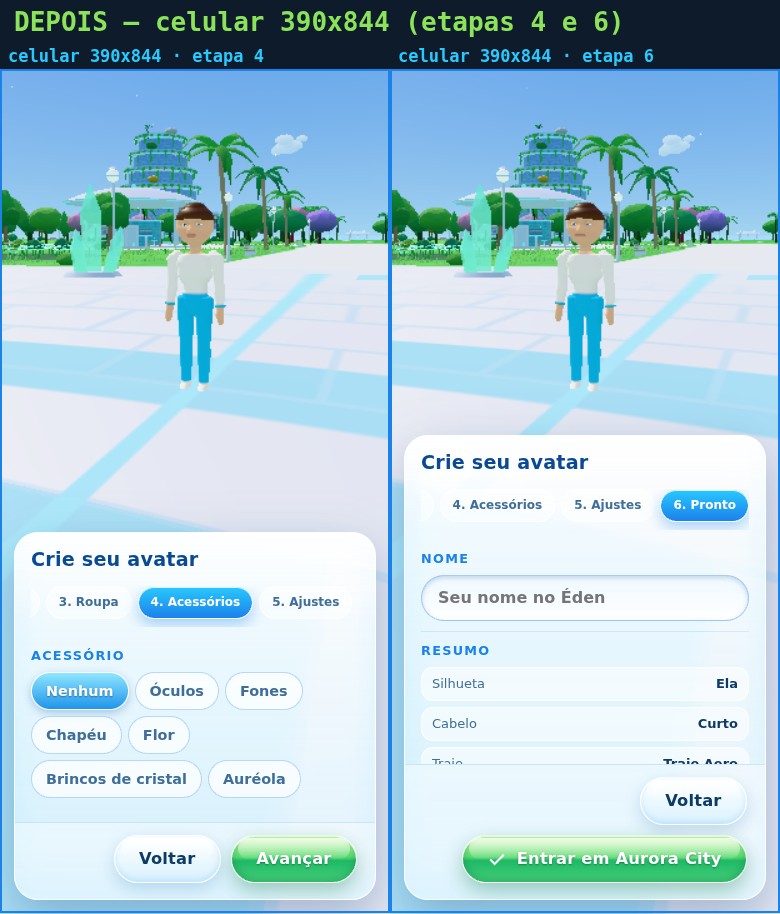 DEPOIS — celular 390x844 (etapas 4 e 6)
celular 390x844 · etapa 4
Crie seu avatar
3. Roupa
4. Acessórios
5. Ajustes
ACESSÓRIO
Nenhum
Óculos
Fones
Chapéu
Flor
Brincos de cristal
Auréola
Voltar
Avançar
celular 390x844 · etapa 6
Crie seu avatar
4. Acessórios
5. Ajustes
6. Pronto
NOME
Seu nome no Éden
RESUMO
Silhueta Ela
Cabelo Curto
Traje Traje Aero
Voltar
✓ Entrar em Aurora City